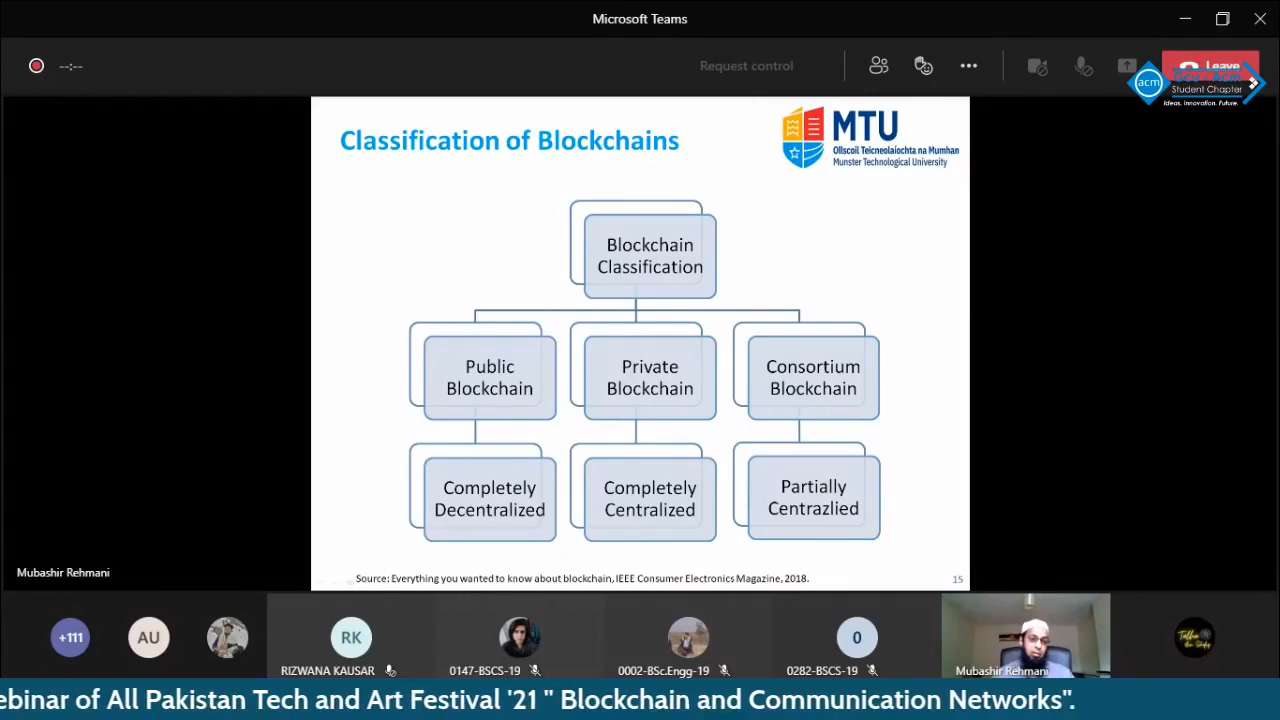 Microsoft Teams
--:--
Request control
Leave
acm
Student Chapter
Ideas. Innovation. Future.
Classification of Blockchains
MTU
Ollscoil Teicneolaíochta na Mumhan
Munster Technological University
Blockchain
Classification
Public
Blockchain
Private
Blockchain
Consortium
Blockchain
Completely
Decentralized
Completely
Centralized
Partially
Centrazlied
Source: Everything you wanted to know about blockchain, IEEE Consumer Electronics Magazine, 2018.
15
Mubashir Rehmani
+111
AU
RK
0
RIZWANA KAUSAR
0147-BSCS-19
0002-BSc.Engg-19
0282-BSCS-19
Mubashir Rehmani
ebinar of All Pakistan Tech and Art Festival '21 " Blockchain and Communication Networks".